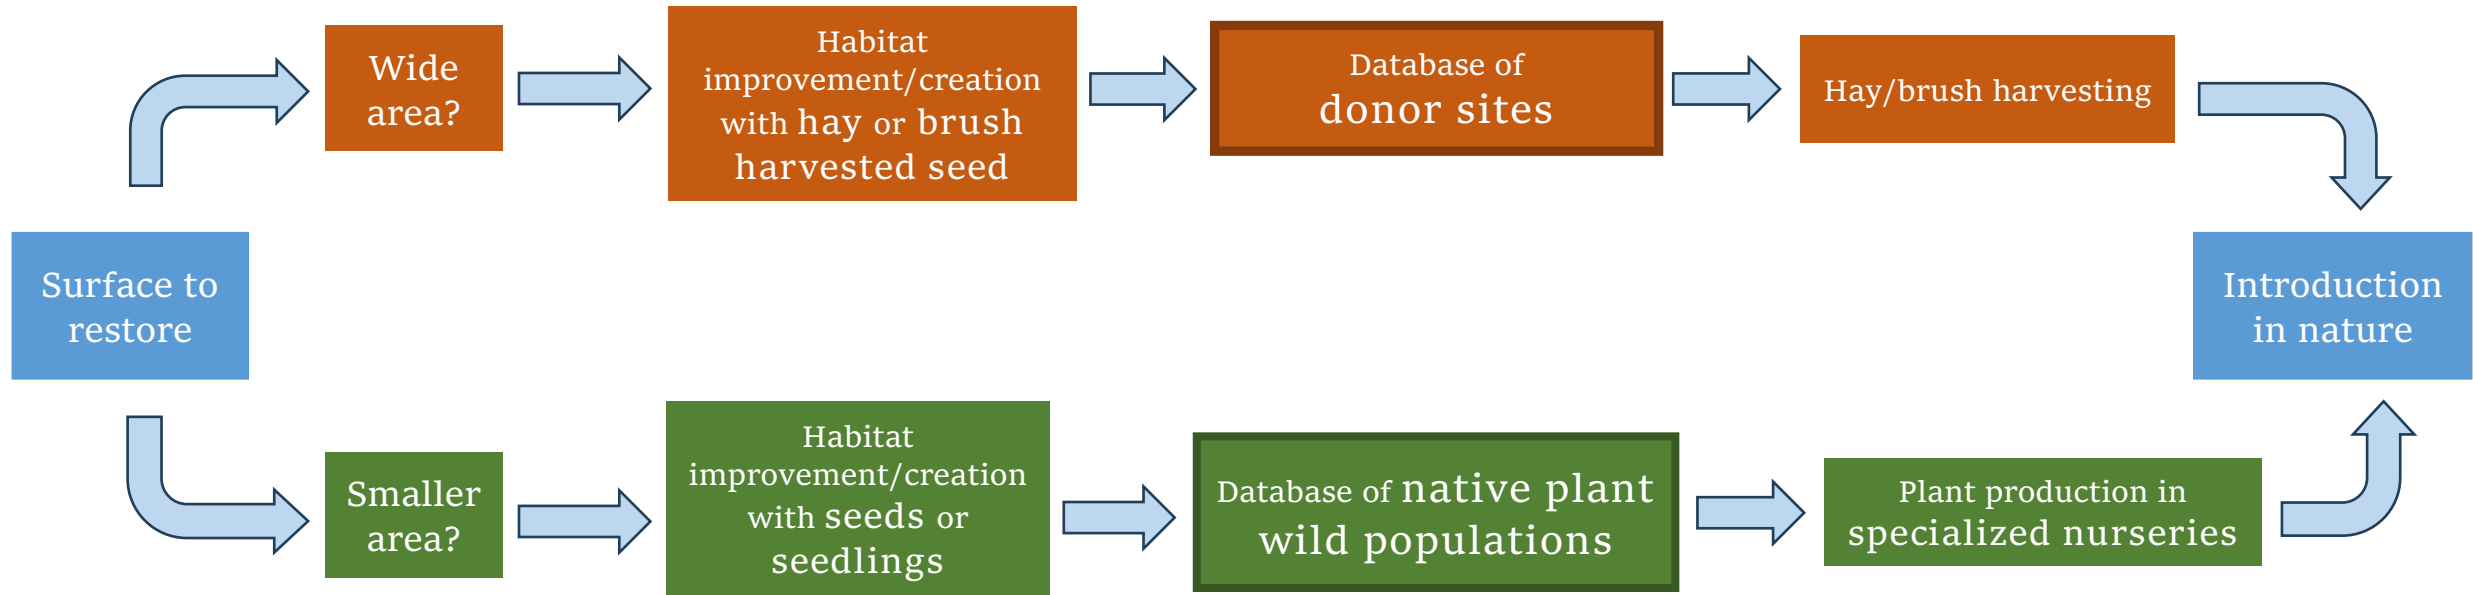 Surface to
restore
Wide
area?
Habitat
improvement/creation
with hay or brush
harvested seed
Database of
donor sites
Hay/brush harvesting
Smaller
area?
Habitat
improvement/creation
with seeds or
seedlings
Database of native plant
wild populations
Plant production in
specialized nurseries
Introduction
in nature